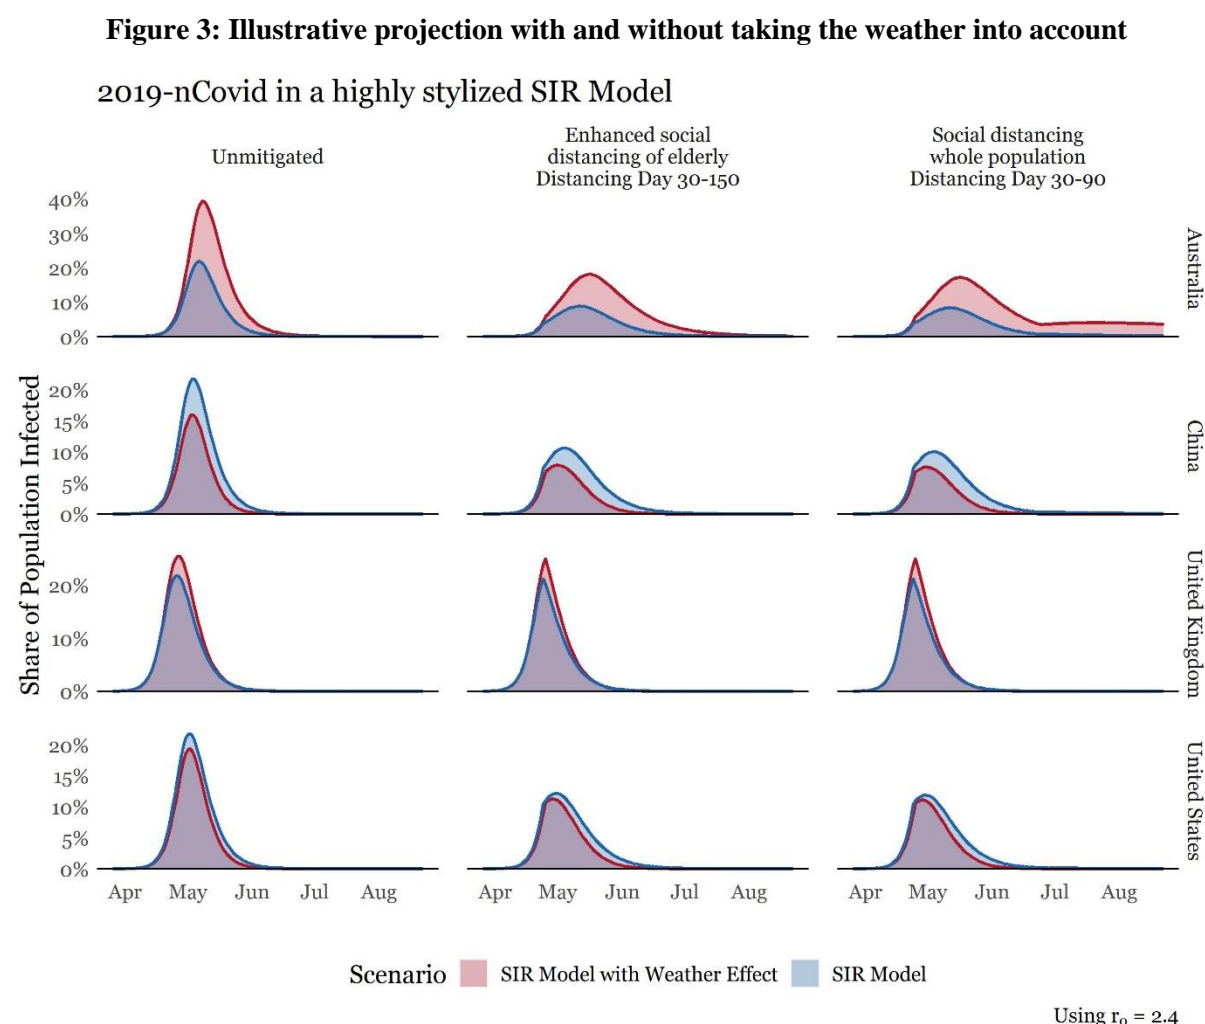 Figure 3: Illustrative projection with and without taking the weather into account
2019-nCovid in a highly stylized SIR Model
Unmitigated
Enhanced social
distancing of elderly
Distancing Day 30-150
Social distancing
whole population
Distancing Day 30-90
Share of Population Infected
40%
30%
20%
10%
0%
Australia
20%
15%
10%
5%
0%
China
20%
10%
0%
United Kingdom
20%
15%
10%
5%
0%
United States
Apr May Jun Jul Aug
Apr May Jun Jul Aug
Apr May Jun Jul Aug
Scenario SIR Model with Weather Effect SIR Model
Using r₀ = 2.4